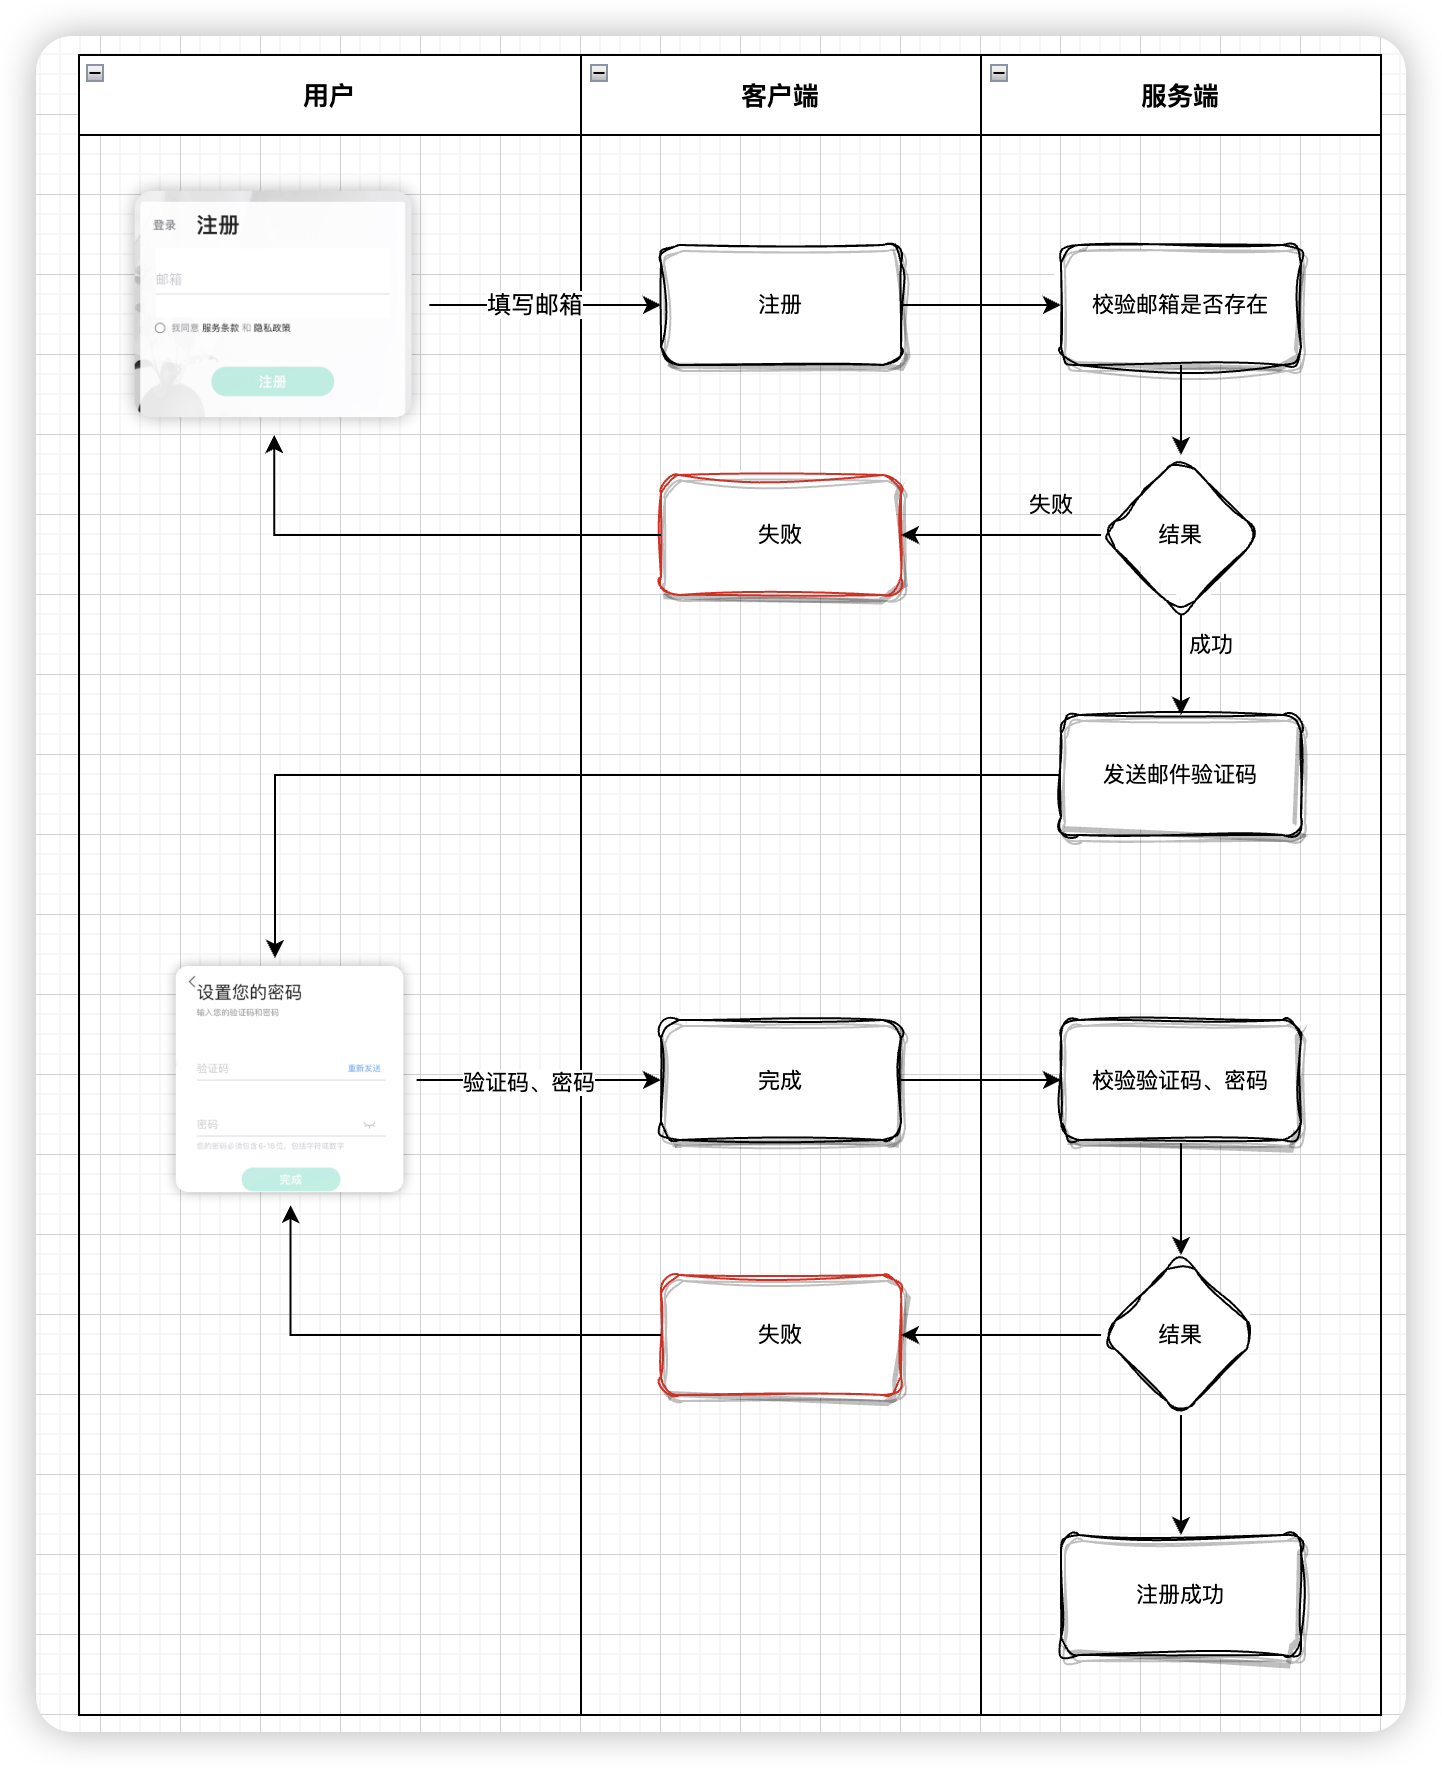 用户
客户端
服务端
登录 注册
邮箱
我同意 服务条款 和 隐私政策
注册
填写邮箱
注册
校验邮箱是否存在
失败
失败
结果
成功
发送邮件验证码
设置您的密码
输入您的验证码和密码
验证码 重新发送
密码
您的密码必须包含6-16位，包括字符或数字
完成
验证码、密码
完成
校验验证码、密码
失败
结果
注册成功